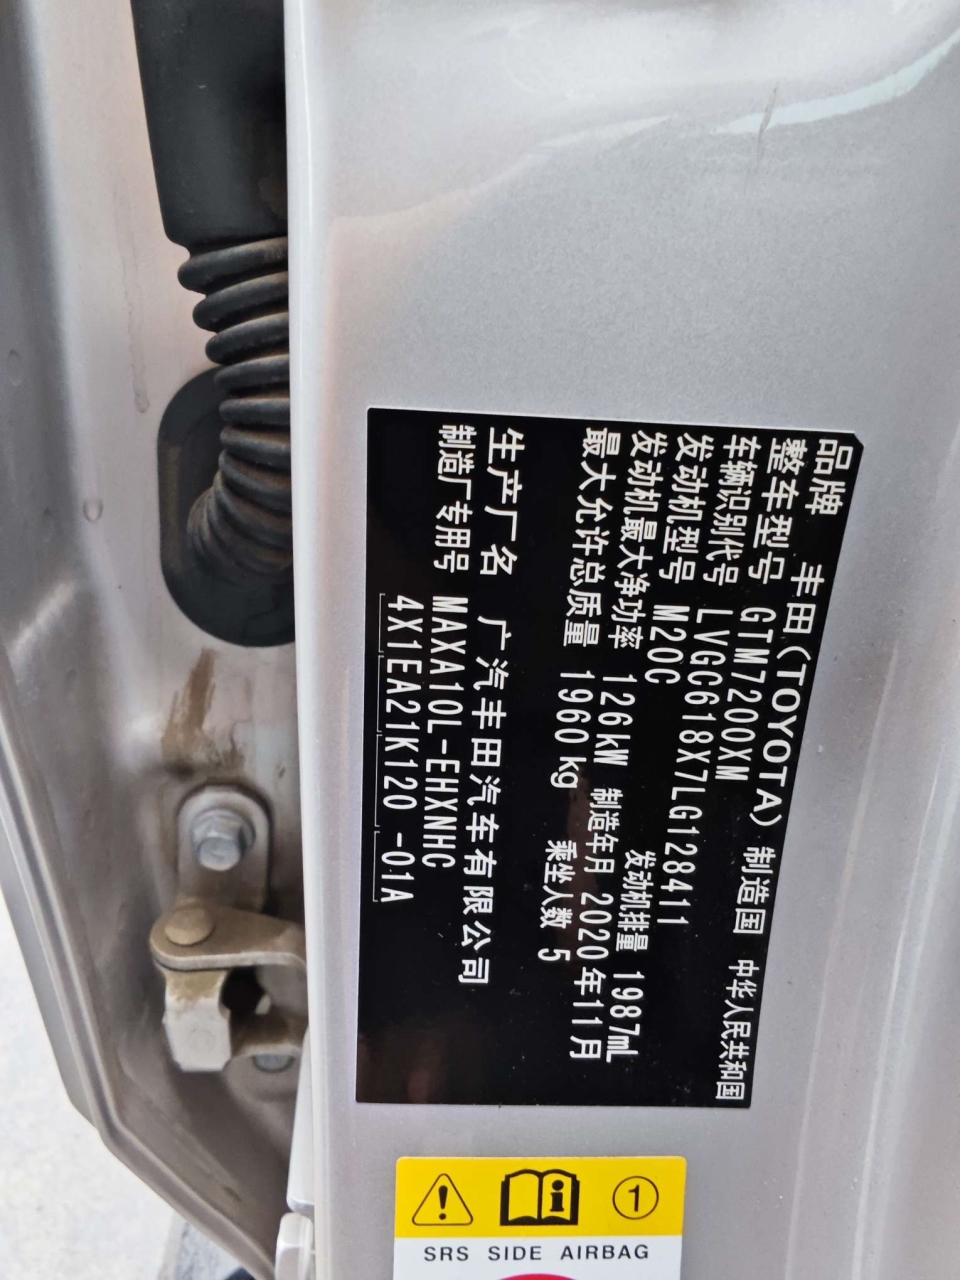 品牌 丰田(TOYOTA) 制造国 中华人民共和国
整车型号 GTM7200XM
车辆识别代号 LVGC618X7LG128411
发动机型号 M20C 发动机排量 1987mL
发动机最大净功率 126kW 制造年月 2020年11月
最大允许总质量 1960kg 乘坐人数 5
生产厂名 广汽丰田汽车有限公司
制造厂专用号 MAXA10L-EHXNHC
4X1EA21K120 -01A
1
SRS SIDE AIRBAG